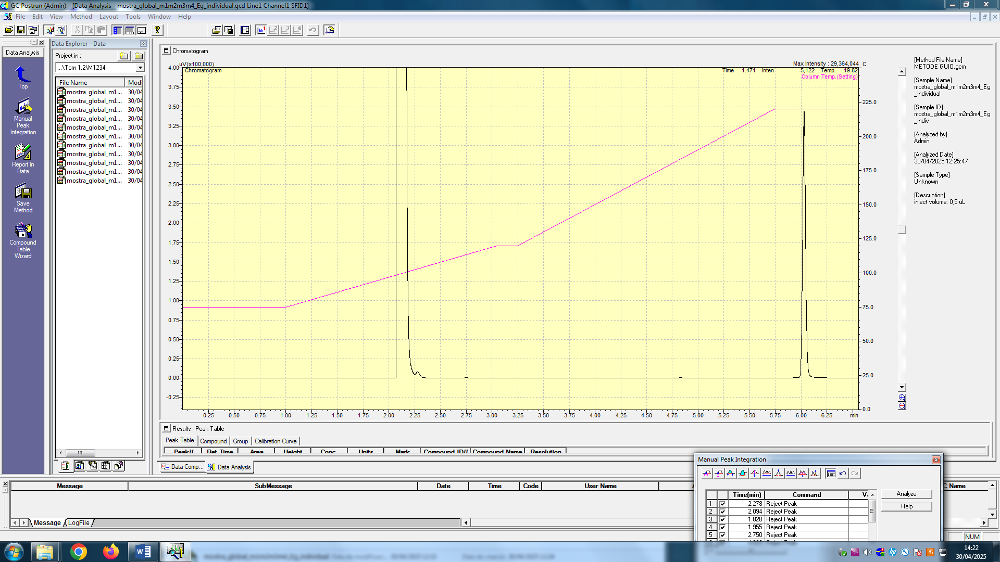 GC Postrun (Admin) - [Data Analysis - mostra_global_m1m2m3m4_Eg_individual.gcd Line1 Channel1 SFID1]
File Edit View Method Layout Tools Window Help
Data Analysis
Top
Manual
Peak
Integration
Report in
Data
Save
Method
Compound
Table
Wizard
Data Explorer - Data
Project in :
...\Torn 1.2\M1234
File Name Modi
mostra_global_m1... 30/04
mostra_global_m1... 30/04
mostra_global_m1... 30/04
mostra_global_m1... 30/04
mostra_global_m1... 30/04
mostra_global_m1... 30/04
mostra_global_m1... 30/04
mostra_global_m1... 30/04
mostra_global_m1... 30/04
mostra_global_m1... 30/04
mostra_global_m1... 30/04
Chromatogram
uV(x100,000)
Max Intensity : 29,364,044 C
Chromatogram
Time 1.471 Inten. -5,122 Temp. 19.82
Column Temp.(Setting)
4.00
3.75
3.50
3.25
3.00
2.75
2.50
2.25
2.00
1.75
1.50
1.25
1.00
0.75
0.50
0.25
0.00
-0.25
225.0
200.0
175.0
150.0
125.0
100.0
75.0
50.0
25.0
0.0
0.25 0.50 0.75 1.00 1.25 1.50 1.75 2.00 2.25 2.50 2.75 3.00 3.25 3.50 3.75 4.00 4.25 4.50 4.75 5.00 5.25 5.50 5.75 6.00 6.25 min
[Method File Name]
METODE GUIO.gcm
[Sample Name]
mostra_global_m1m2m3m4_Eg
_individual
[Sample ID]
mostra_global_m1m2m3m4_Eg
_indiv
[Analyzed by]
Admin
[Analyzed Date]
30/04/2025 12:25:47
[Sample Type]
Unknown
[Description]
inject volume: 0,5 uL
Results - Peak Table
Peak Table Compound Group Calibration Curve
Peak# Ret. Time Area Height Conc. Units Mark Compound ID# Compound Name Resolution
Data Comp... Data Analysis
Message SubMessage Date Time Code User Name C Name
Message LogFile
Manual Peak Integration
Time(min) Command V.
1 2.278 Reject Peak
2 2.094 Reject Peak
3 1.828 Reject Peak
4 1.955 Reject Peak
5 2.750 Reject Peak
Analyze
Help
NUM
14:22
30/04/2025